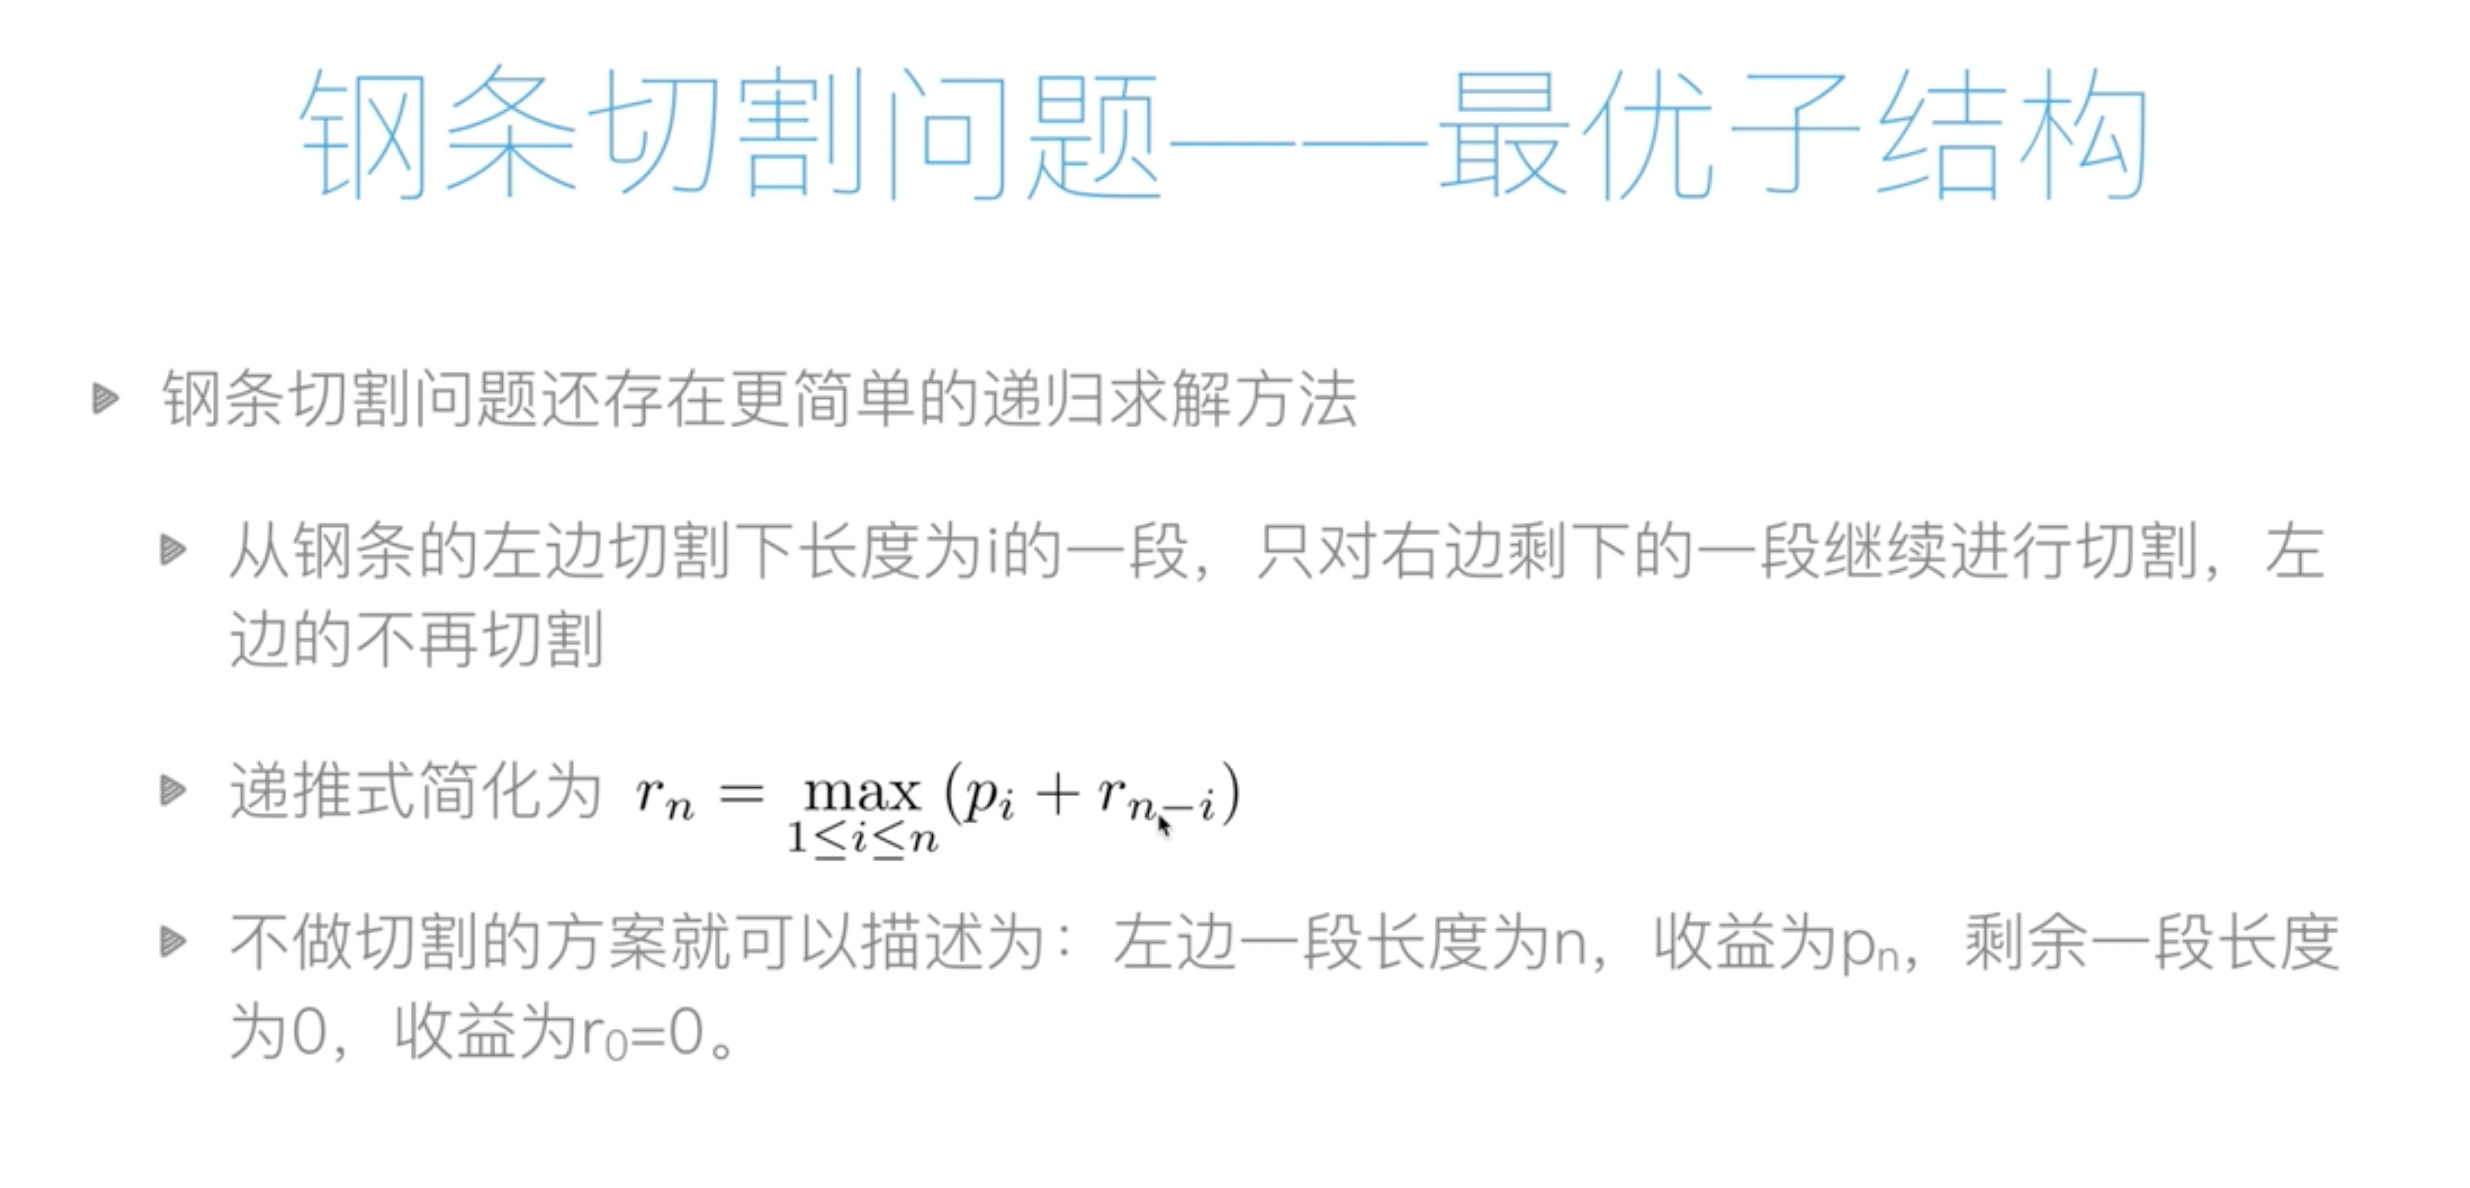 钢条切割问题——最优子结构
钢条切割问题还存在更简单的递归求解方法
从钢条的左边切割下长度为i的一段，只对右边剩下的一段继续进行切割，左
边的不再切割
递推式简化为 $r_n = \max_{1 \leq i \leq n} (p_i + r_{n-i})$
不做切割的方案就可以描述为：左边一段长度为n，收益为pₙ，剩余一段长度
为0，收益为r₀=0。